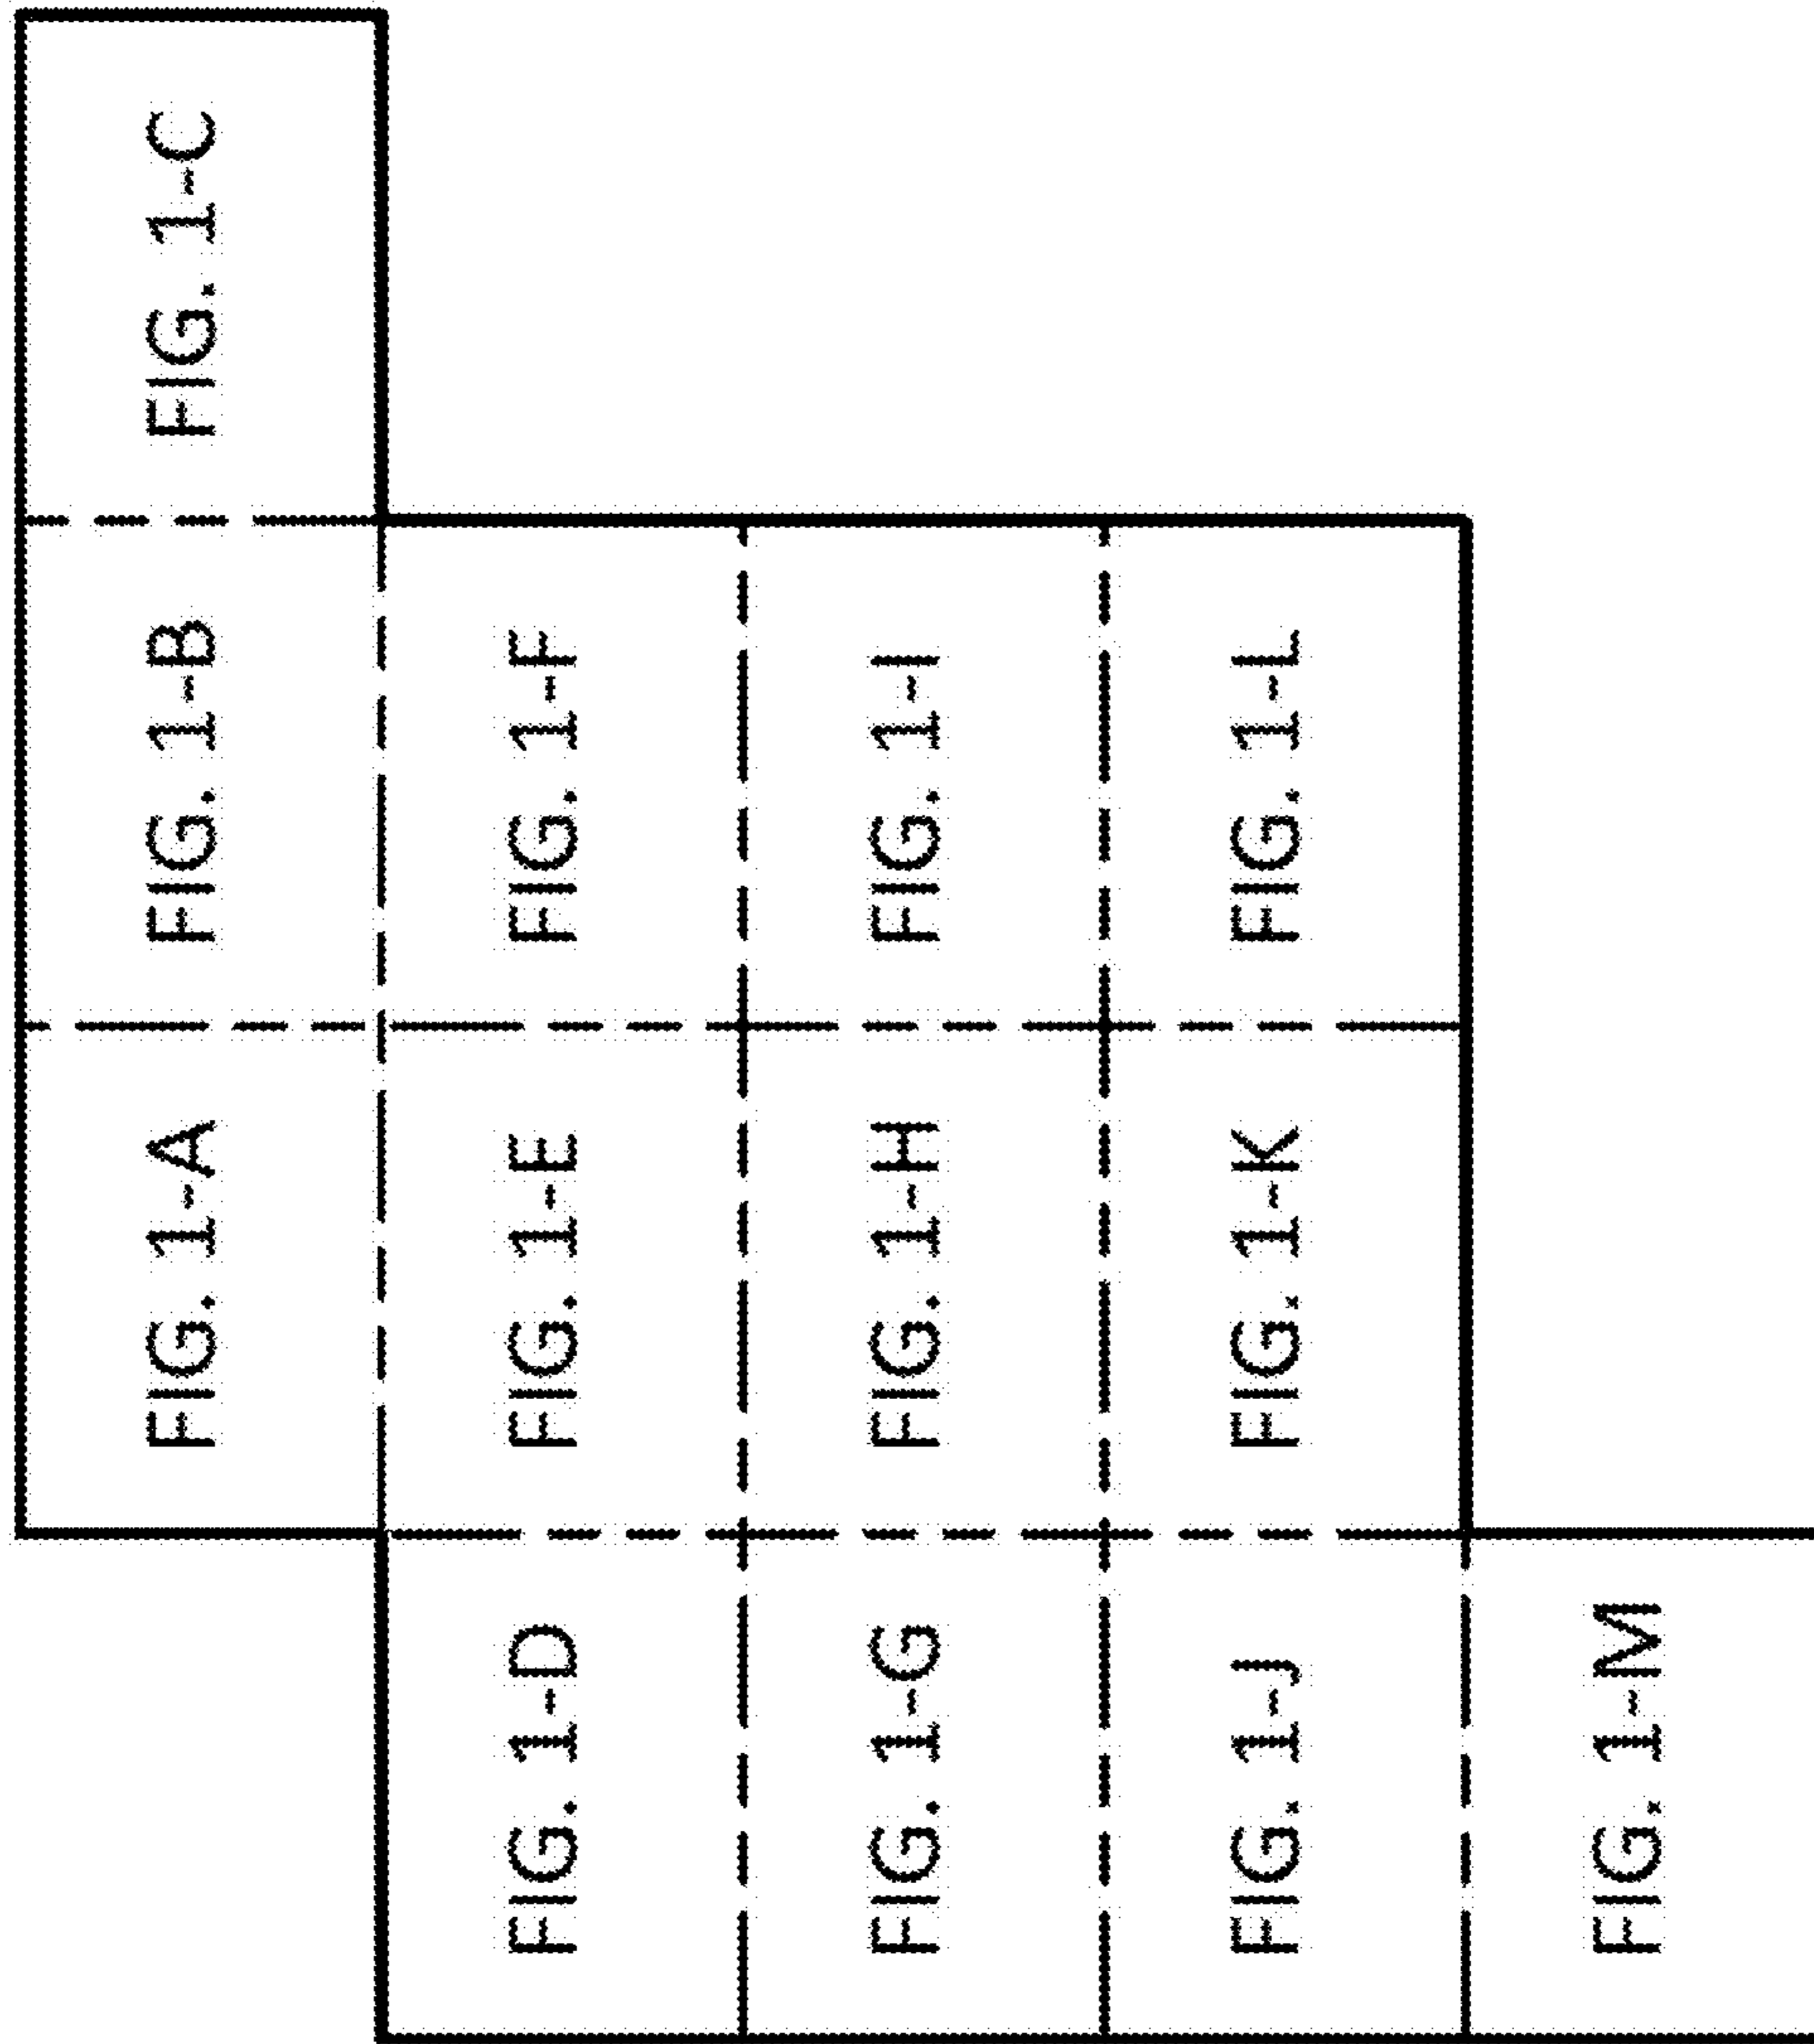 FIG. 1-A
FIG. 1-B
FIG. 1-C
FIG. 1-D
FIG. 1-E
FIG. 1-F
FIG. 1-G
FIG. 1-H
FIG. 1-I
FIG. 1-J
FIG. 1-K
FIG. 1-L
FIG. 1-M